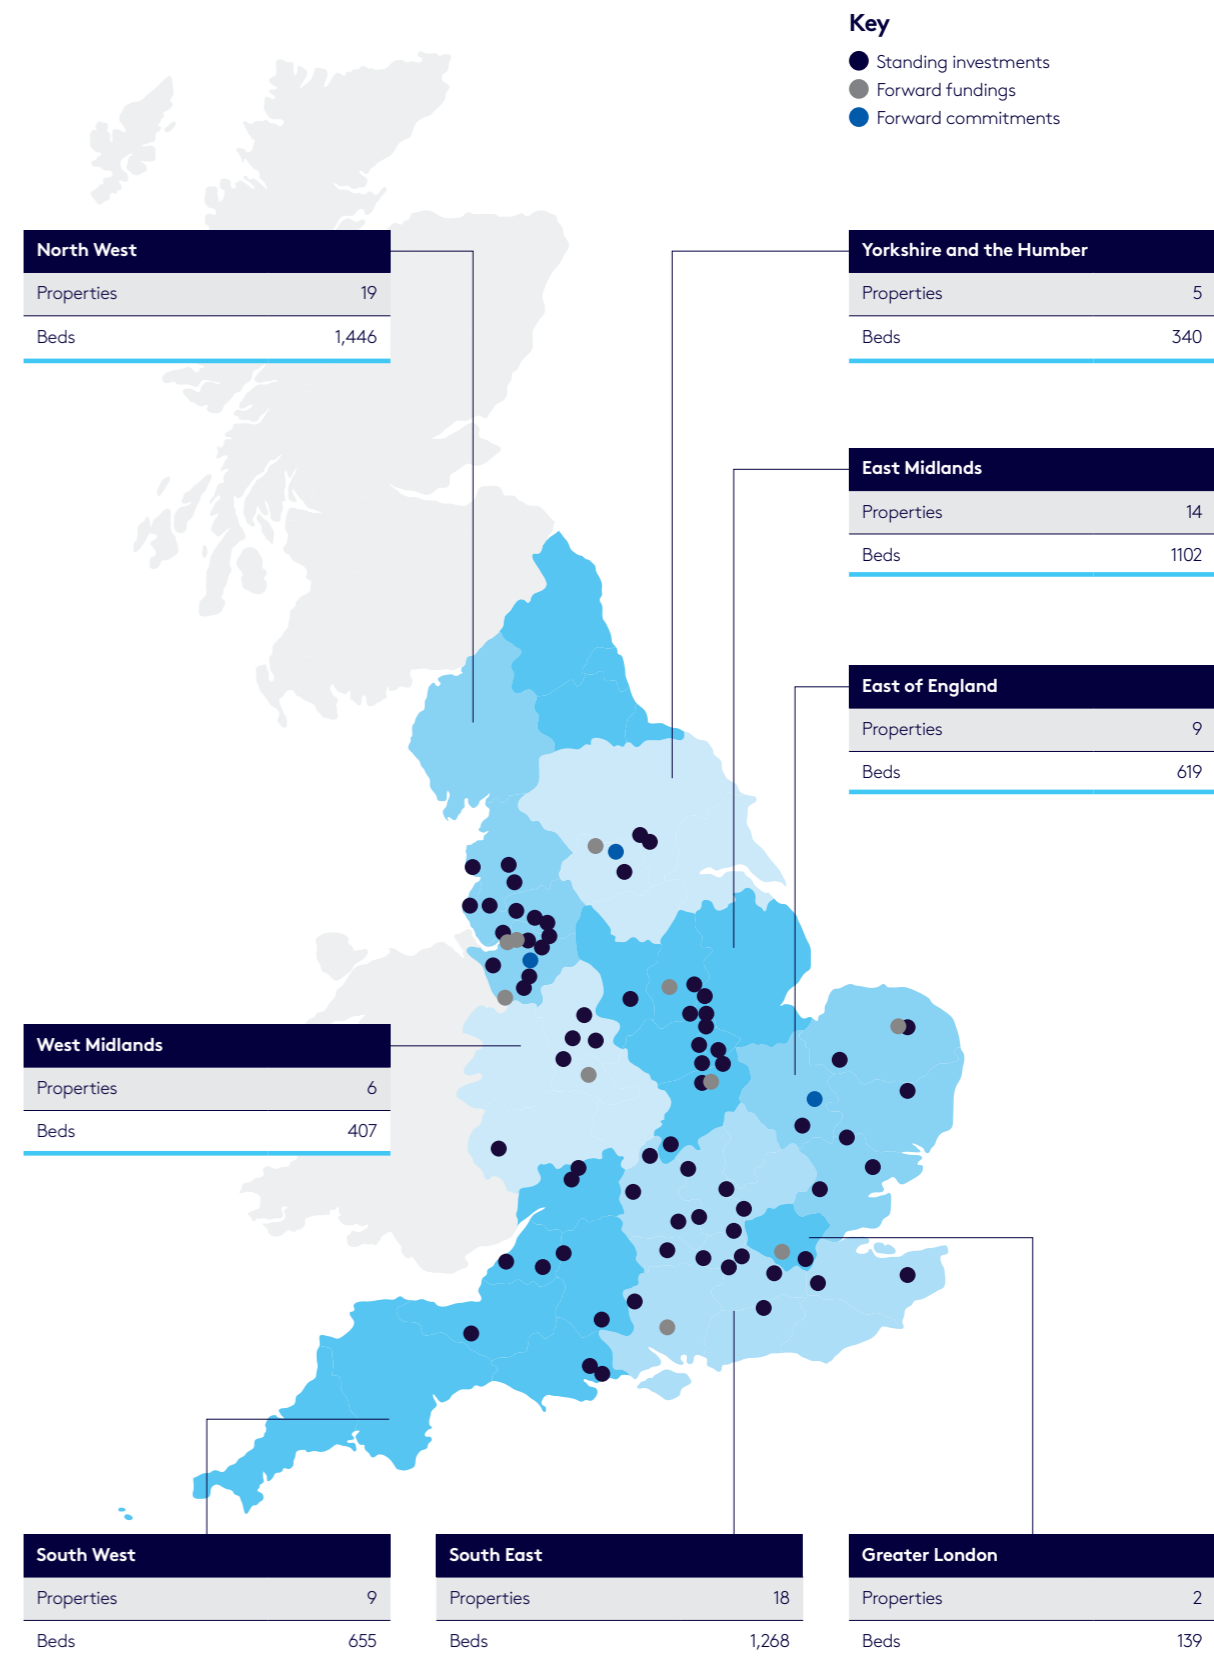 Key
Standing investments
Forward fundings
Forward commitments
North West
Properties 19
Beds 1,446
Yorkshire and the Humber
Properties 5
Beds 340
East Midlands
Properties 14
Beds 1102
East of England
Properties 9
Beds 619
West Midlands
Properties 6
Beds 407
South West
Properties 9
Beds 655
South East
Properties 18
Beds 1,268
Greater London
Properties 2
Beds 139